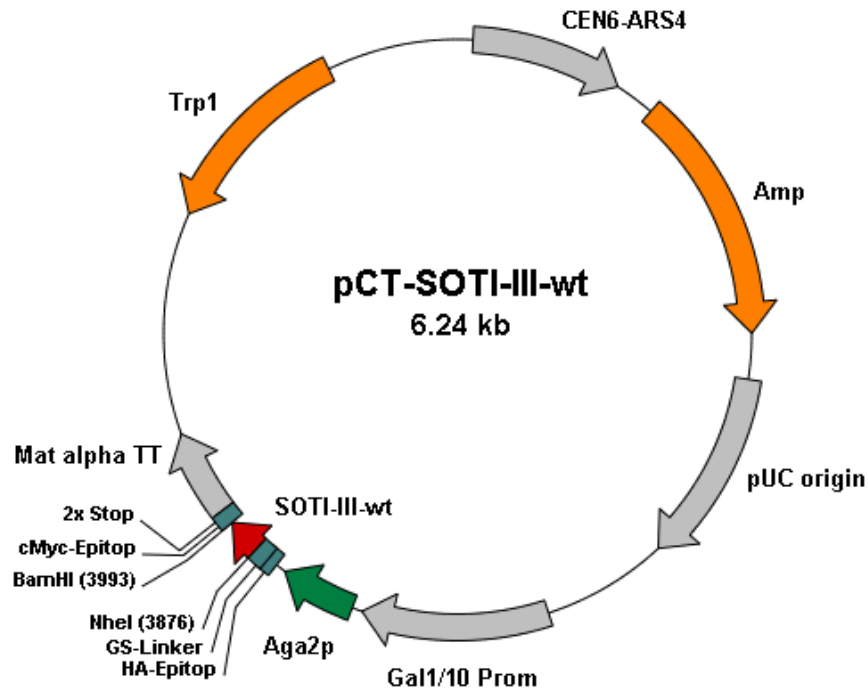 CEN6-ARS4
Trp1
Amp
pCT-SOTI-III-wt
6.24 kb
Mat alpha TT
pUC origin
2x Stop
SOTI-III-wt
cMyc-Epitop
BamHI (3993)
NheI (3876)
GS-Linker
Aga2p
HA-Epitop
Gal1/10 Prom